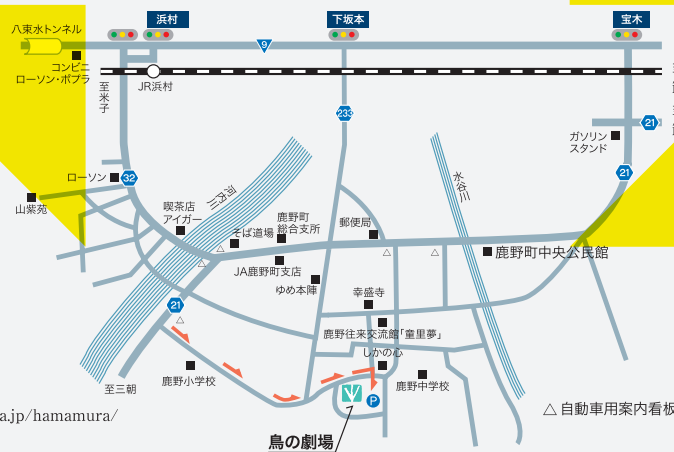 浜村
下坂本
宝木
八束水トンネル
9
コンビニ
ローソン・ポプラ
至米子
JR浜村
233
21
ガソリン
スタンド
ローソン
32
21
山紫苑
喫茶店
アイガー
河内川
水谷川
そば道場
鹿野町
総合支所
郵便局
鹿野町中央公民館
JA鹿野町支店
ゆめ本陣
幸盛寺
21
鹿野往来交流館「童里夢」
しかの心
鹿野小学校
鹿野中学校
至三朝
P
a.jp/hamamura/
△自動車用案内看板
鳥の劇場